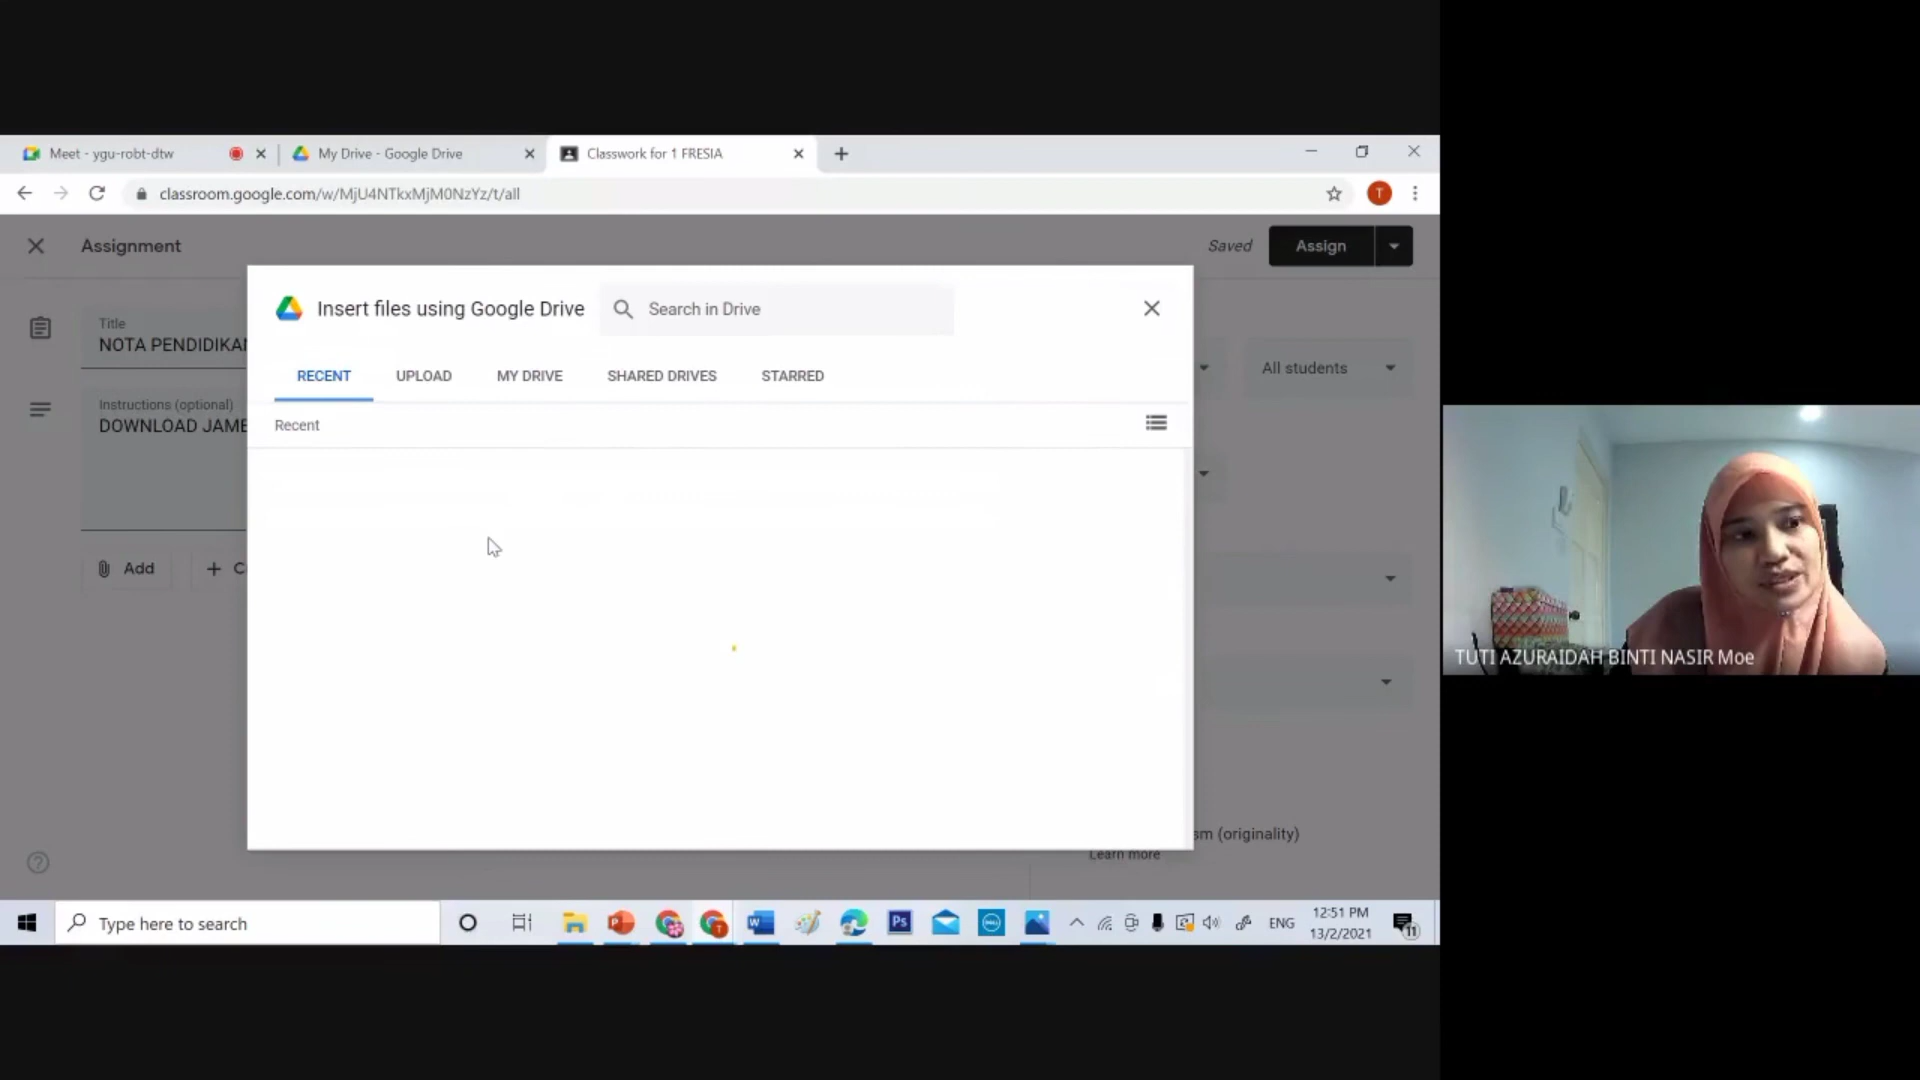 Meet - ygu-robt-dtw
My Drive - Google Drive
Classwork for 1 FRESIA
classroom.google.com/w/MjU4NTkxMjM0NzYz/t/all
T
Assignment
Saved
Assign
Insert files using Google Drive
Search in Drive
Title
NOTA PENDIDIKAN
RECENT
UPLOAD
MY DRIVE
SHARED DRIVES
STARRED
All students
Instructions (optional)
DOWNLOAD JAMB
Recent
Add
+ C
TUTI AZURAIDAH BINTI NASIR Moe
sm (originality)
Learn more
Type here to search
ENG
12:51 PM
13/2/2021
11